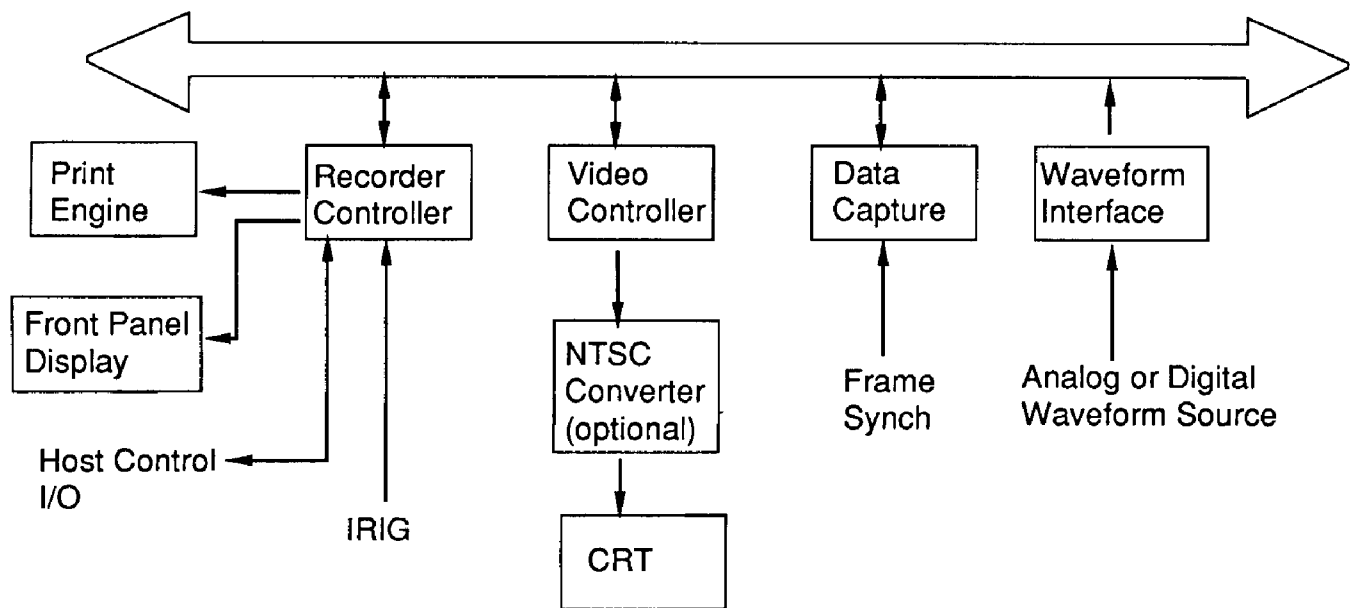 Print
Engine
Recorder
Controller
Video
Controller
Data
Capture
Waveform
Interface
Front Panel
Display
NTSC
Converter
(optional)
Frame
Synch
Analog or Digital
Waveform Source
Host Control
I/O
IRIG
CRT